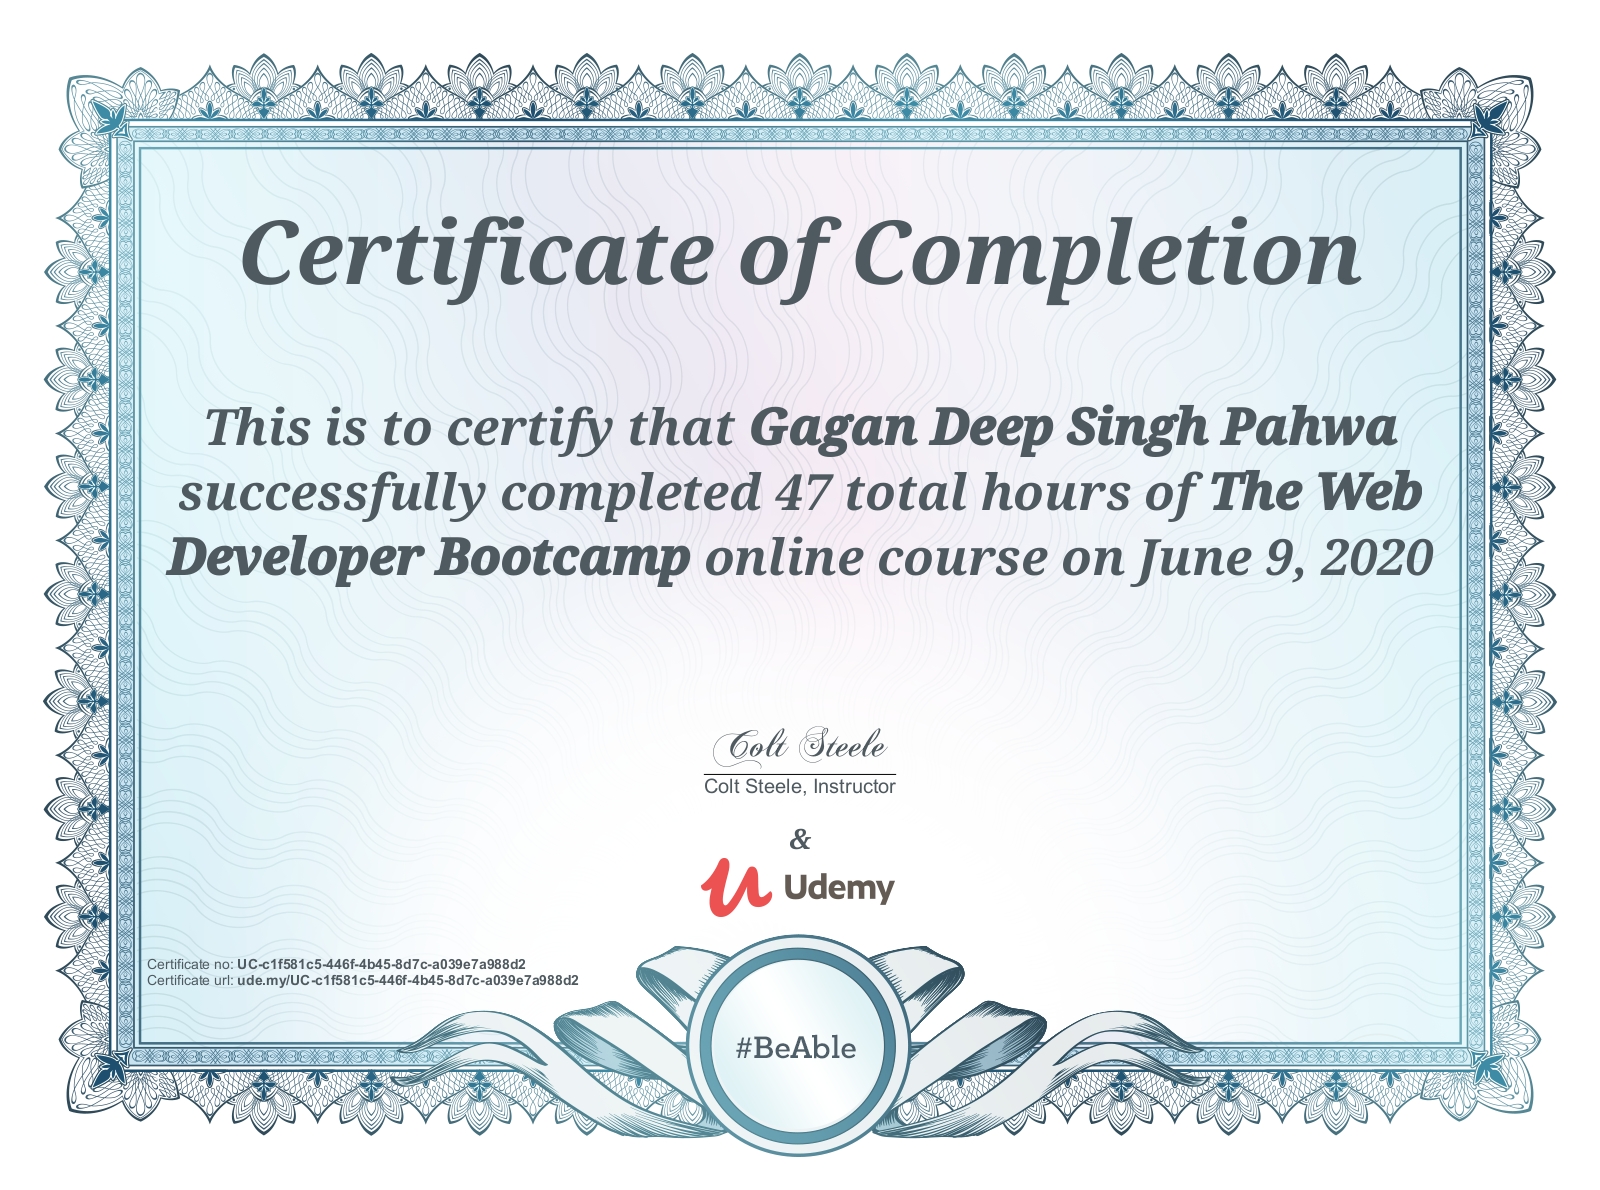 Certificate of Completion
This is to certify that Gagan Deep Singh Pahwa
successfully completed 47 total hours of The Web
Developer Bootcamp online course on June 9, 2020
Colt Steele
Colt Steele, Instructor
&
Udemy
Certificate no: UC-c1f581c5-446f-4b45-8d7c-a039e7a988d2
Certificate url: ude.my/UC-c1f581c5-446f-4b45-8d7c-a039e7a988d2
#BeAble